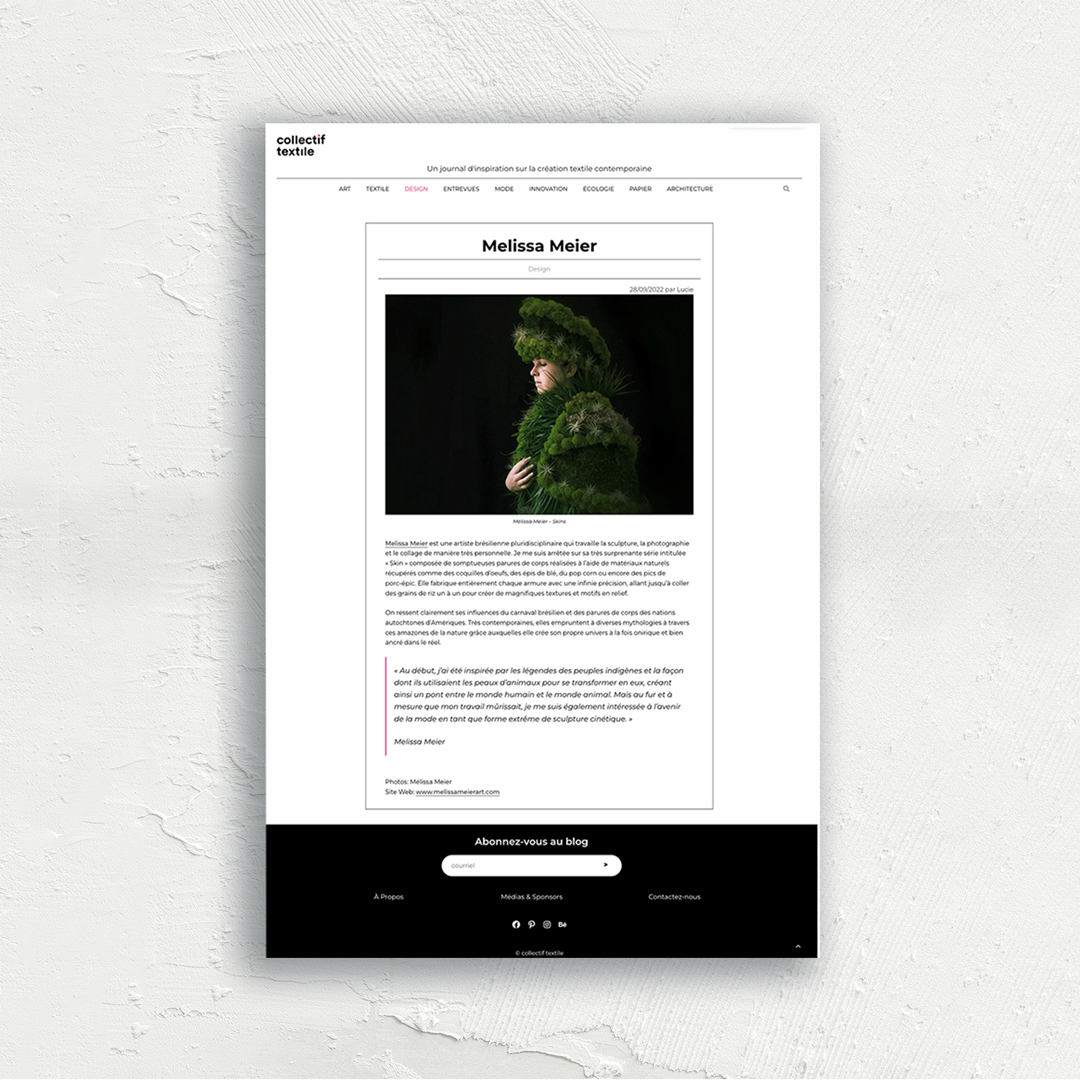 collectif
textile
Un journal d'inspiration sur la création textile contemporaine
ART TEXTILE DESIGN ENTREVUES MODE INNOVATION ÉCOLOGIE PAPIER ARCHITECTURE
Melissa Meier
Design
28/09/2022 par Lucie
Mélissa Meier – Skins
Melissa Meier est une artiste brésilienne pluridisciplinaire qui travaille la sculpture, la photographie
et le collage de manière très personnelle. Je me suis arrêtée sur sa très surprenante série intitulée
« Skin » composée de somptueuses parures de corps réalisées à l'aide de matériaux naturels
récupérés comme des coquilles d'oeufs, des épis de blé, du pop corn ou encore des pics de
porc-épic. Elle fabrique entièrement chaque armure avec une infinie précision, allant jusqu'à coller
des grains de riz un à un pour créer de magnifiques textures et motifs en relief.
On ressent clairement ses influences du carnaval brésilien et des parures de corps des nations
autochtones d'Amériques. Très contemporaines, elles empruntent à diverses mythologies à travers
ces amazones de la nature grâce auxquelles elle crée son propre univers à la fois onirique et bien
ancré dans le réel.
« Au début, j'ai été inspirée par les légendes des peuples indigènes et la façon
dont ils utilisaient les peaux d'animaux pour se transformer en eux, créant
ainsi un pont entre le monde humain et le monde animal. Mais au fur et à
mesure que mon travail mûrissait, je me suis également intéressée à l'avenir
de la mode en tant que forme extrême de sculpture cinétique. »
Melissa Meier
Photos: Mélissa Meier
Site Web: www.melissameierart.com
Abonnez-vous au blog
courriel
À Propos Médias & Sponsors Contactez-nous
Bē
© collectif textile